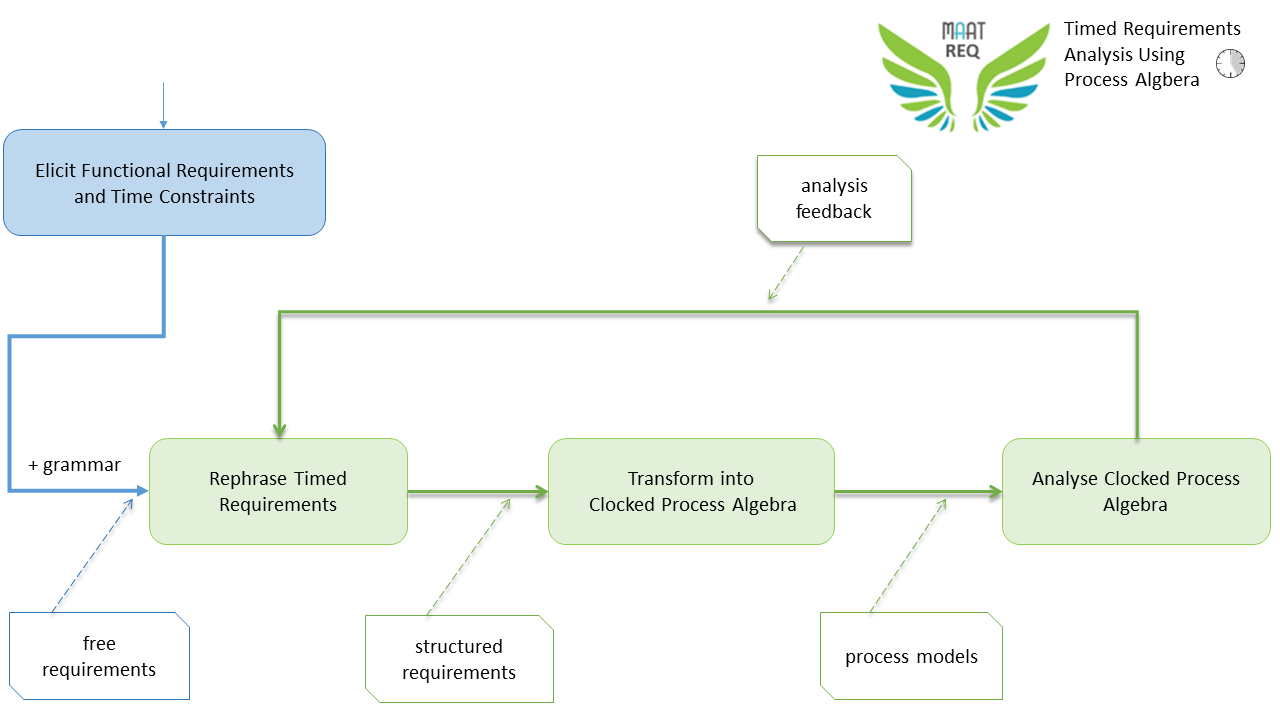 MAAT
REQ
Timed Requirements
Analysis Using
Process Algbera
Elicit Functional Requirements
and Time Constraints
analysis
feedback
+ grammar
Rephrase Timed
Requirements
Transform into
Clocked Process Algebra
Analyse Clocked Process
Algebra
free
requirements
structured
requirements
process models